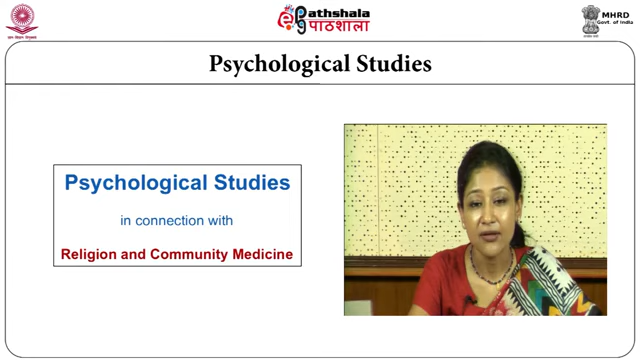 Pathshala
पाठशाला
MHRD
Govt. of India
Psychological Studies
Psychological Studies
in connection with
Religion and Community Medicine